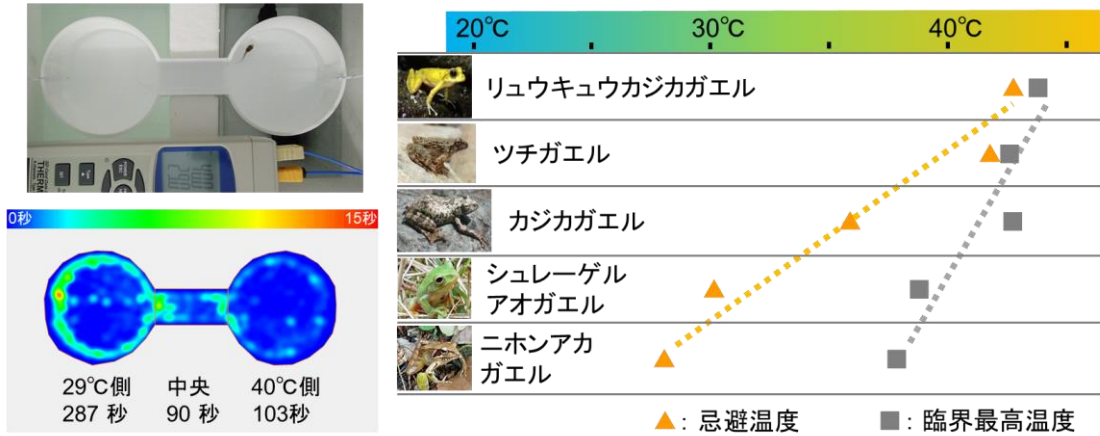 20℃ 30℃ 40℃
リュウキュウカジカガエル
ツチガエル
カジカガエル
シュレーゲル
アオガエル
ニホンアカ
ガエル
▲: 忌避温度 ■: 臨界最高温度
THERM
0秒 15秒
29℃側 中央 40℃側
287 秒 90 秒 103秒